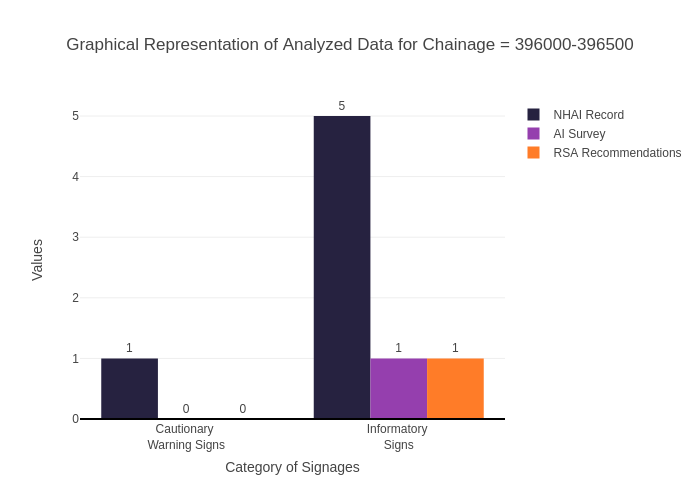 Graphical Representation of Analyzed Data for Chainage = 396000-396500
NHAI Record
AI Survey
RSA Recommendations
Values
5
4
3
2
1
0
1
0
0
5
1
1
Cautionary
Warning Signs
Informatory
Signs
Category of Signages